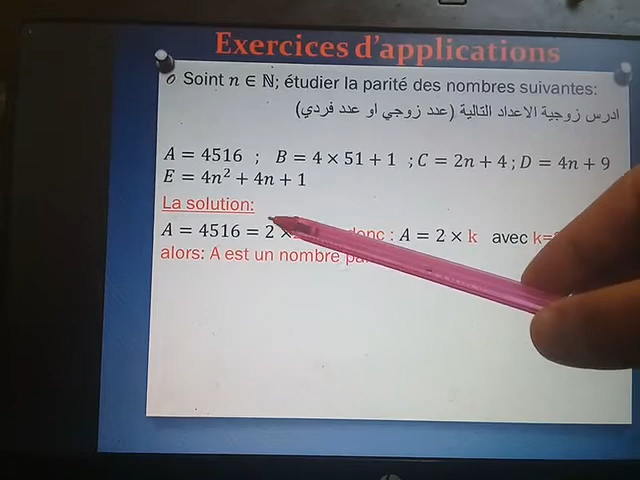 Exercices d'applications
Soint n ∈ ℕ; étudier la parité des nombres suivantes:
ادرس زوجية الاعداد التالية (عدد زوجي او عدد فردي)
A = 4516 ; B = 4 × 51 + 1 ; C = 2n + 4 ; D = 4n + 9
E = 4n² + 4n + 1
La solution:
A = 4516 = 2 × : A = 2 × k avec k=
alors: A est un nombre